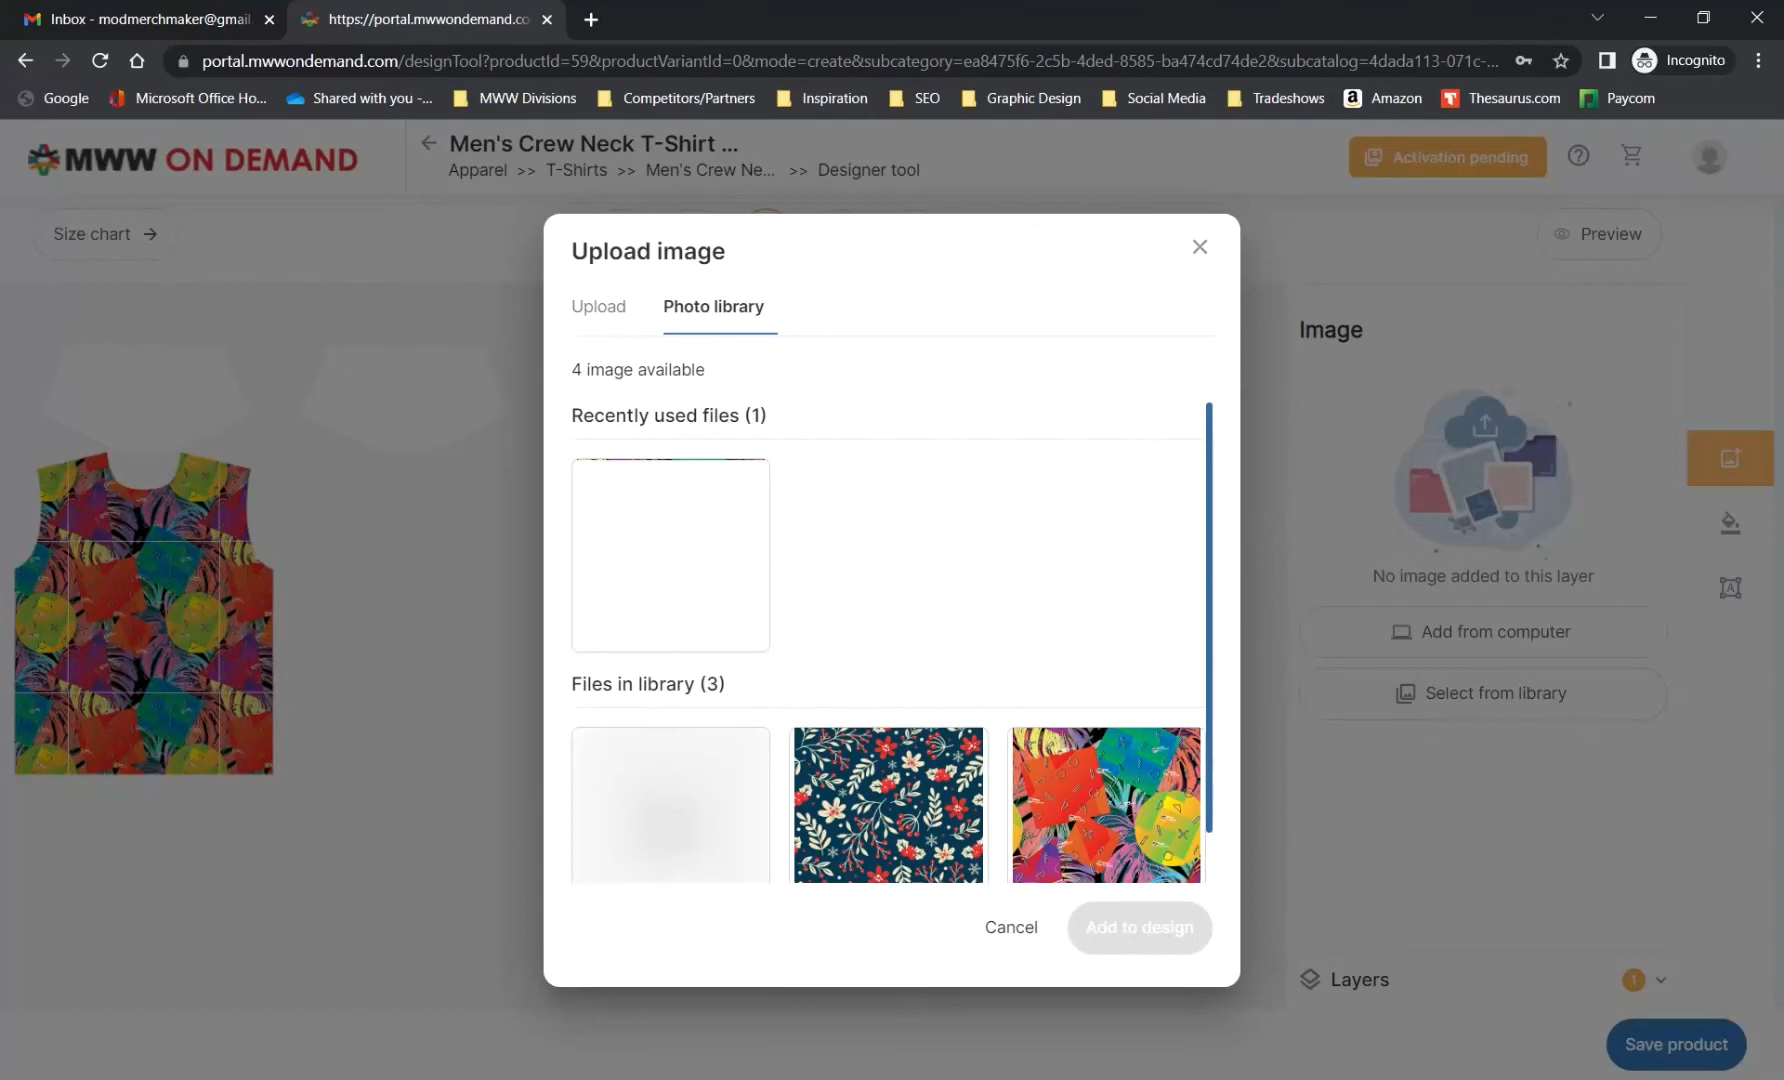 Inbox - modmerchmaker@gmail.
https://portal.mwwondemand.co
portal.mwwondemand.com/designTool?productId=59&productVariantId=0&mode=create&subcategory=ea8475f6-2c5b-4ded-8585-ba474cd74de2&subcatalog=4dada113-071c-...
Incognito
Google
Microsoft Office Ho...
Shared with you -...
MWW Divisions
Competitors/Partners
Inspiration
SEO
Graphic Design
Social Media
Tradeshows
Amazon
Thesaurus.com
Paycom
MWW ON DEMAND
Men's Crew Neck T-Shirt ...
Apparel >> T-Shirts >> Men's Crew Ne... >> Designer tool
Activation pending
Size chart
Preview
Upload image
Upload
Photo library
4 image available
Recently used files (1)
Files in library (3)
Cancel
Add to design
Image
No image added to this layer
Add from computer
Select from library
Layers
1
Save product